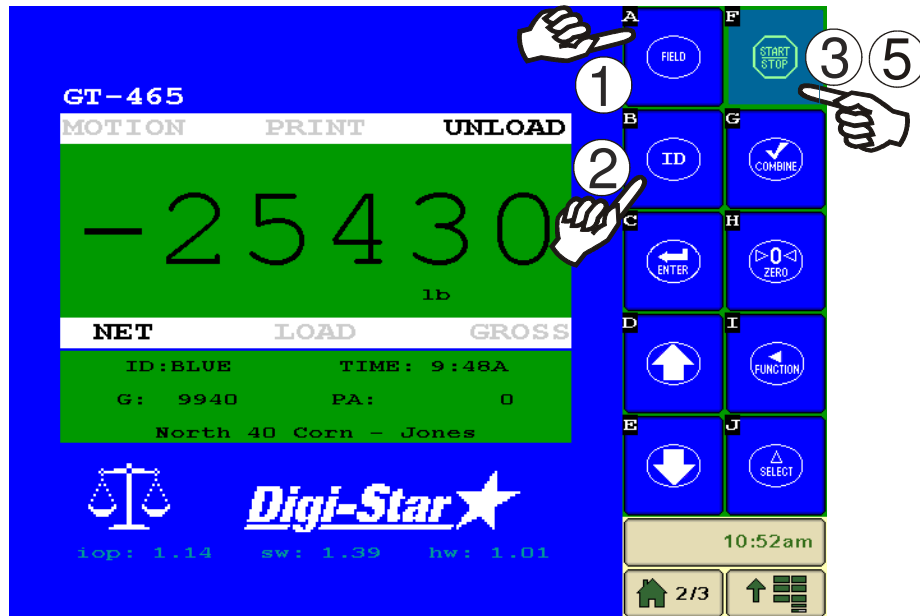 GT-465
MOTION PRINT UNLOAD
-25430
lb
NET LOAD GROSS
ID:BLUE TIME: 9:48A
G: 9940 PA: 0
North 40 Corn - Jones
Digi-Star
iop: 1.14 sw: 1.39 hw: 1.01
A
FIELD
1
F
START
STOP
3 5
B
ID
2
G
COMBINE
C
ENTER
H
0
ZERO
D
I
FUNCTION
E
J
SELECT
10:52am
2/3